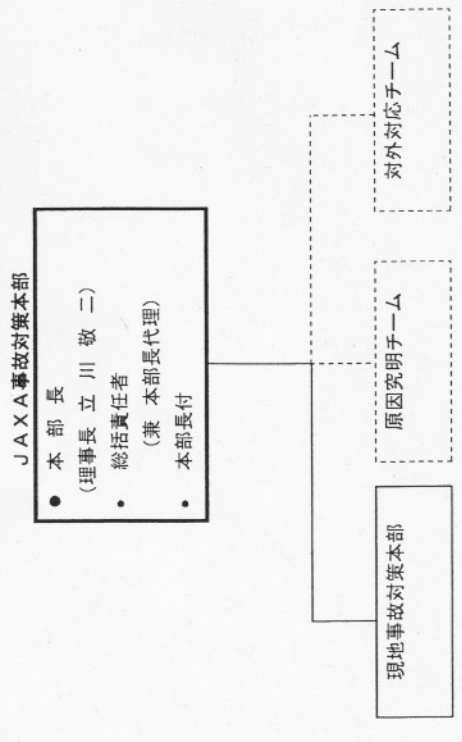 JAXA事故対策本部
● 本部長
(理事長 立川 敬二)
• 総括責任者
(兼 本部長代理)
• 本部長付
現地事故対策本部
原因究明チーム
対外対応チーム